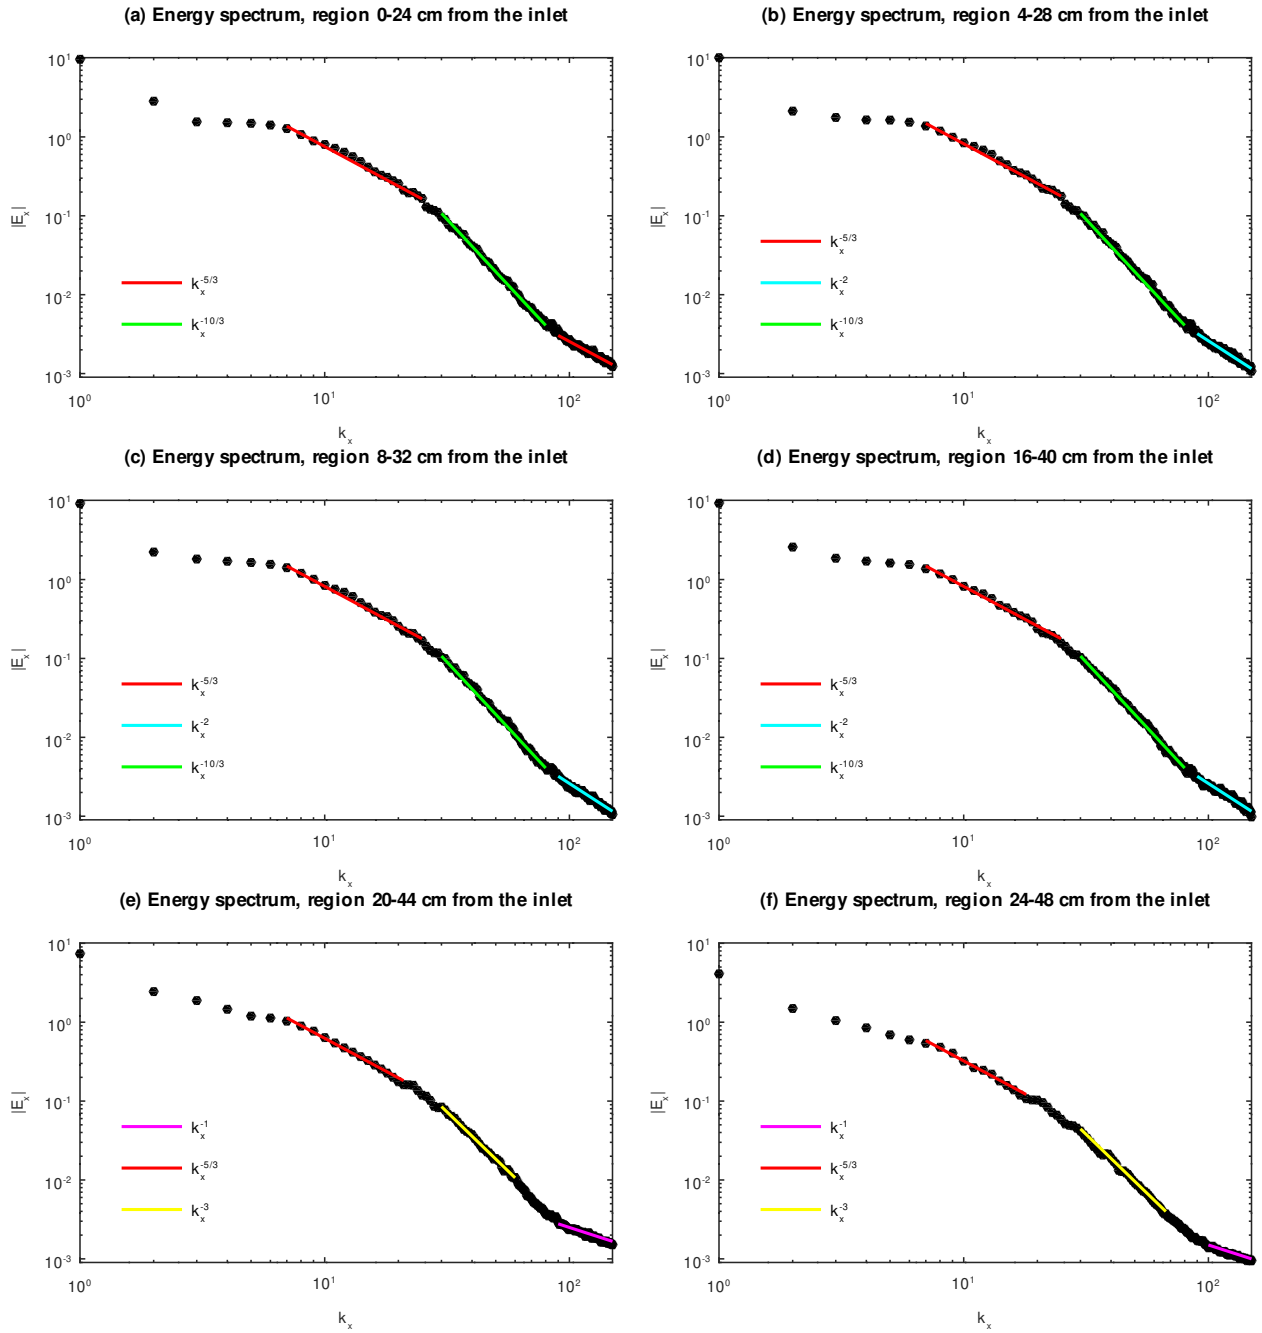 (a) Energy spectrum, region 0-24 cm from the inlet
10^1
10^0
10^-1
10^-2
10^-3
|E_x|
k_x^-5/3
k_x^-10/3
10^0 10^1 10^2
k_x
(b) Energy spectrum, region 4-28 cm from the inlet
10^1
10^0
10^-1
10^-2
10^-3
|E_x|
k_x^-5/3
k_x^-2
k_x^-10/3
10^0 10^1 10^2
k_x
(c) Energy spectrum, region 8-32 cm from the inlet
10^1
10^0
10^-1
10^-2
10^-3
|E_x|
k_x^-5/3
k_x^-2
k_x^-10/3
10^0 10^1 10^2
k_x
(d) Energy spectrum, region 16-40 cm from the inlet
10^1
10^0
10^-1
10^-2
10^-3
|E_x|
k_x^-5/3
k_x^-2
k_x^-10/3
10^0 10^1 10^2
k_x
(e) Energy spectrum, region 20-44 cm from the inlet
10^1
10^0
10^-1
10^-2
10^-3
|E_x|
k_x^-1
k_x^-5/3
k_x^-3
10^0 10^1 10^2
k_x
(f) Energy spectrum, region 24-48 cm from the inlet
10^1
10^0
10^-1
10^-2
10^-3
|E_x|
k_x^-1
k_x^-5/3
k_x^-3
10^0 10^1 10^2
k_x